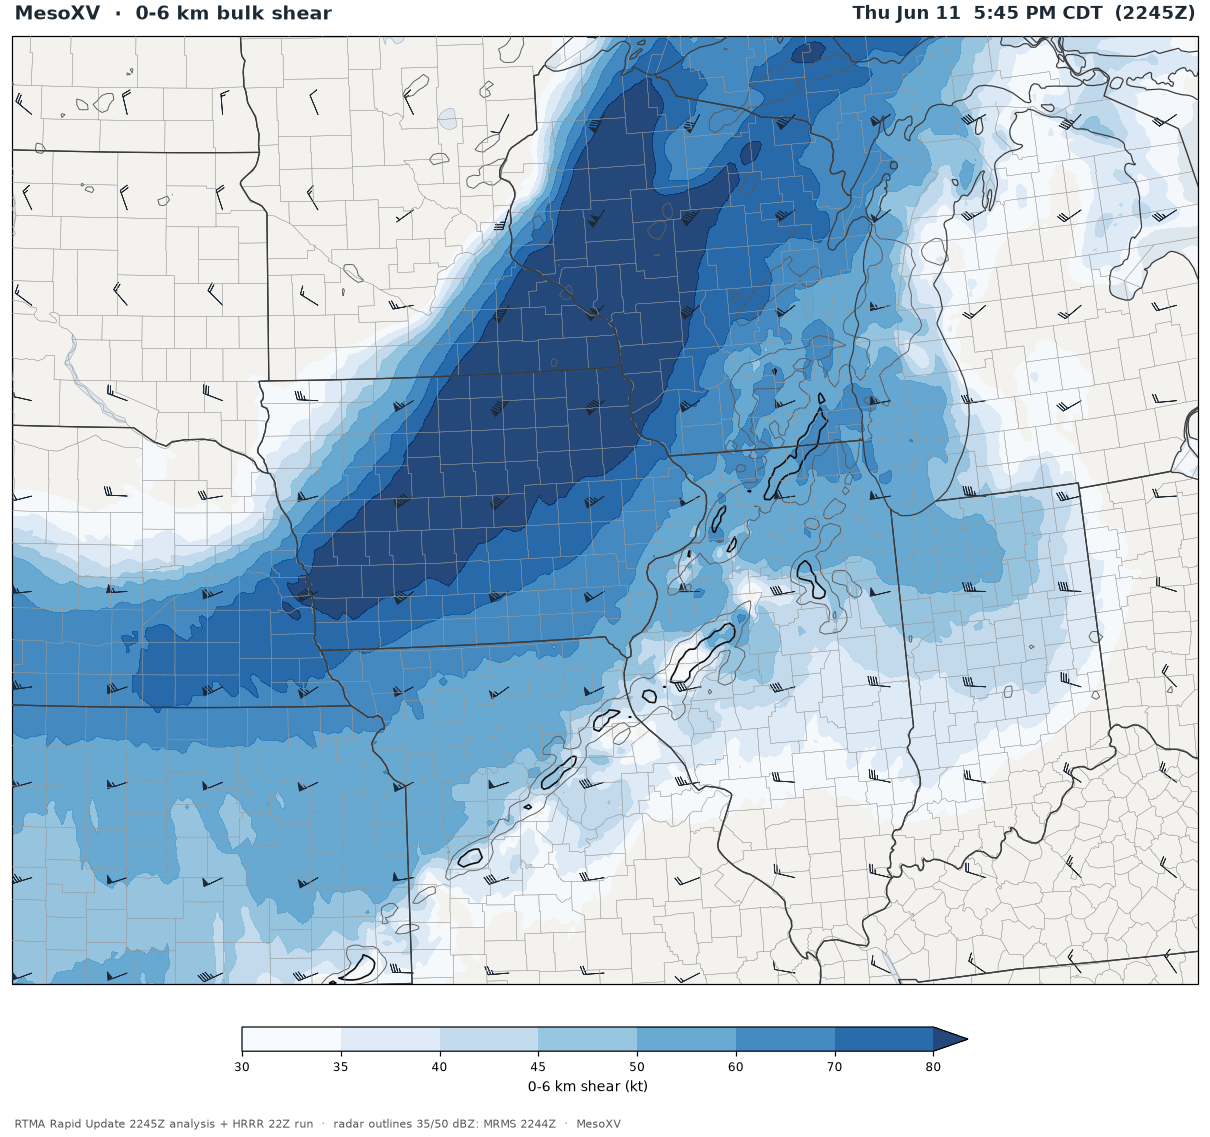 MesoXV · 0-6 km bulk shear
Thu Jun 11 5:45 PM CDT (2245Z)
30 35 40 45 50 60 70 80
0-6 km shear (kt)
RTMA Rapid Update 2245Z analysis + HRRR 22Z run · radar outlines 35/50 dBZ: MRMS 2244Z · MesoXV